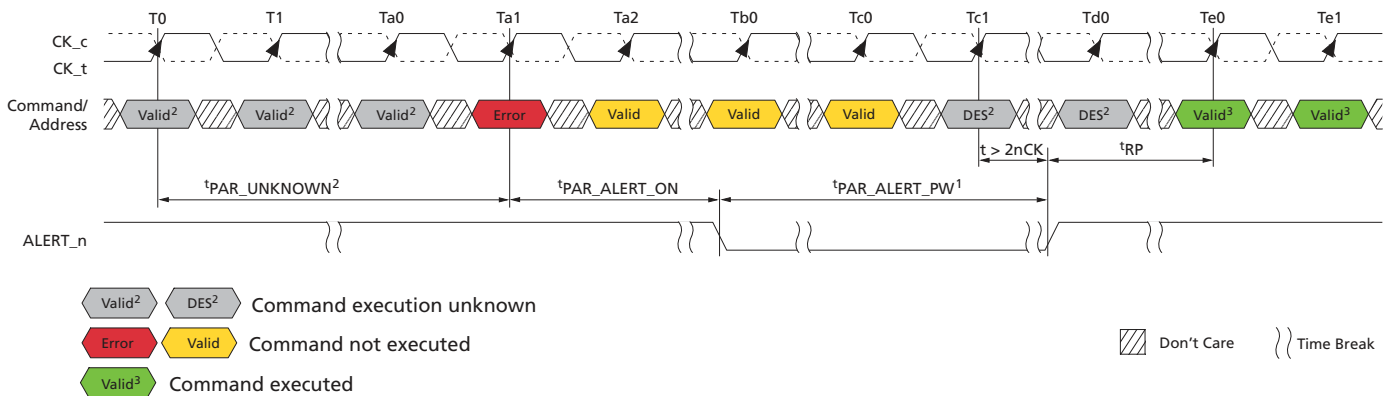 T0 T1 Ta0 Ta1 Ta2 Tb0 Tc0 Tc1 Td0 Te0 Te1
CK_c
CK_t
Command/
Address
Valid² Valid² Valid² Error Valid Valid Valid DES² DES² Valid³ Valid³
t > 2nCK ᵗRP
ᵗPAR_UNKNOWN² ᵗPAR_ALERT_ON ᵗPAR_ALERT_PW¹
ALERT_n
Valid² DES² Command execution unknown
Error Valid Command not executed
Don't Care Time Break
Valid³ Command executed